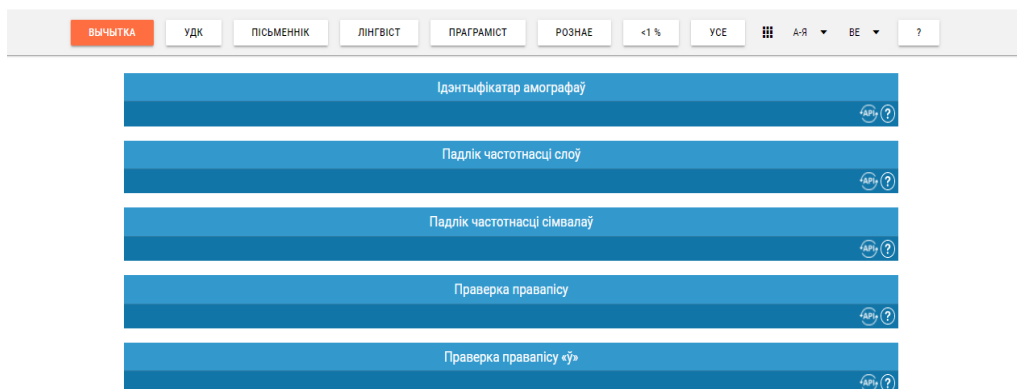 ВЫЧЫТКА УДК ПІСЬМЕННІК ЛІНГВІСТ ПРАГРАМІСТ РОЗНАЕ <1 % УСЕ А-Я BE ?
Ідэнтыфікатар амографаў
API ?
Падлік частотнасці слоў
API ?
Падлік частотнасці сімвалаў
API ?
Праверка правапісу
API ?
Праверка правапісу «ў»
API ?